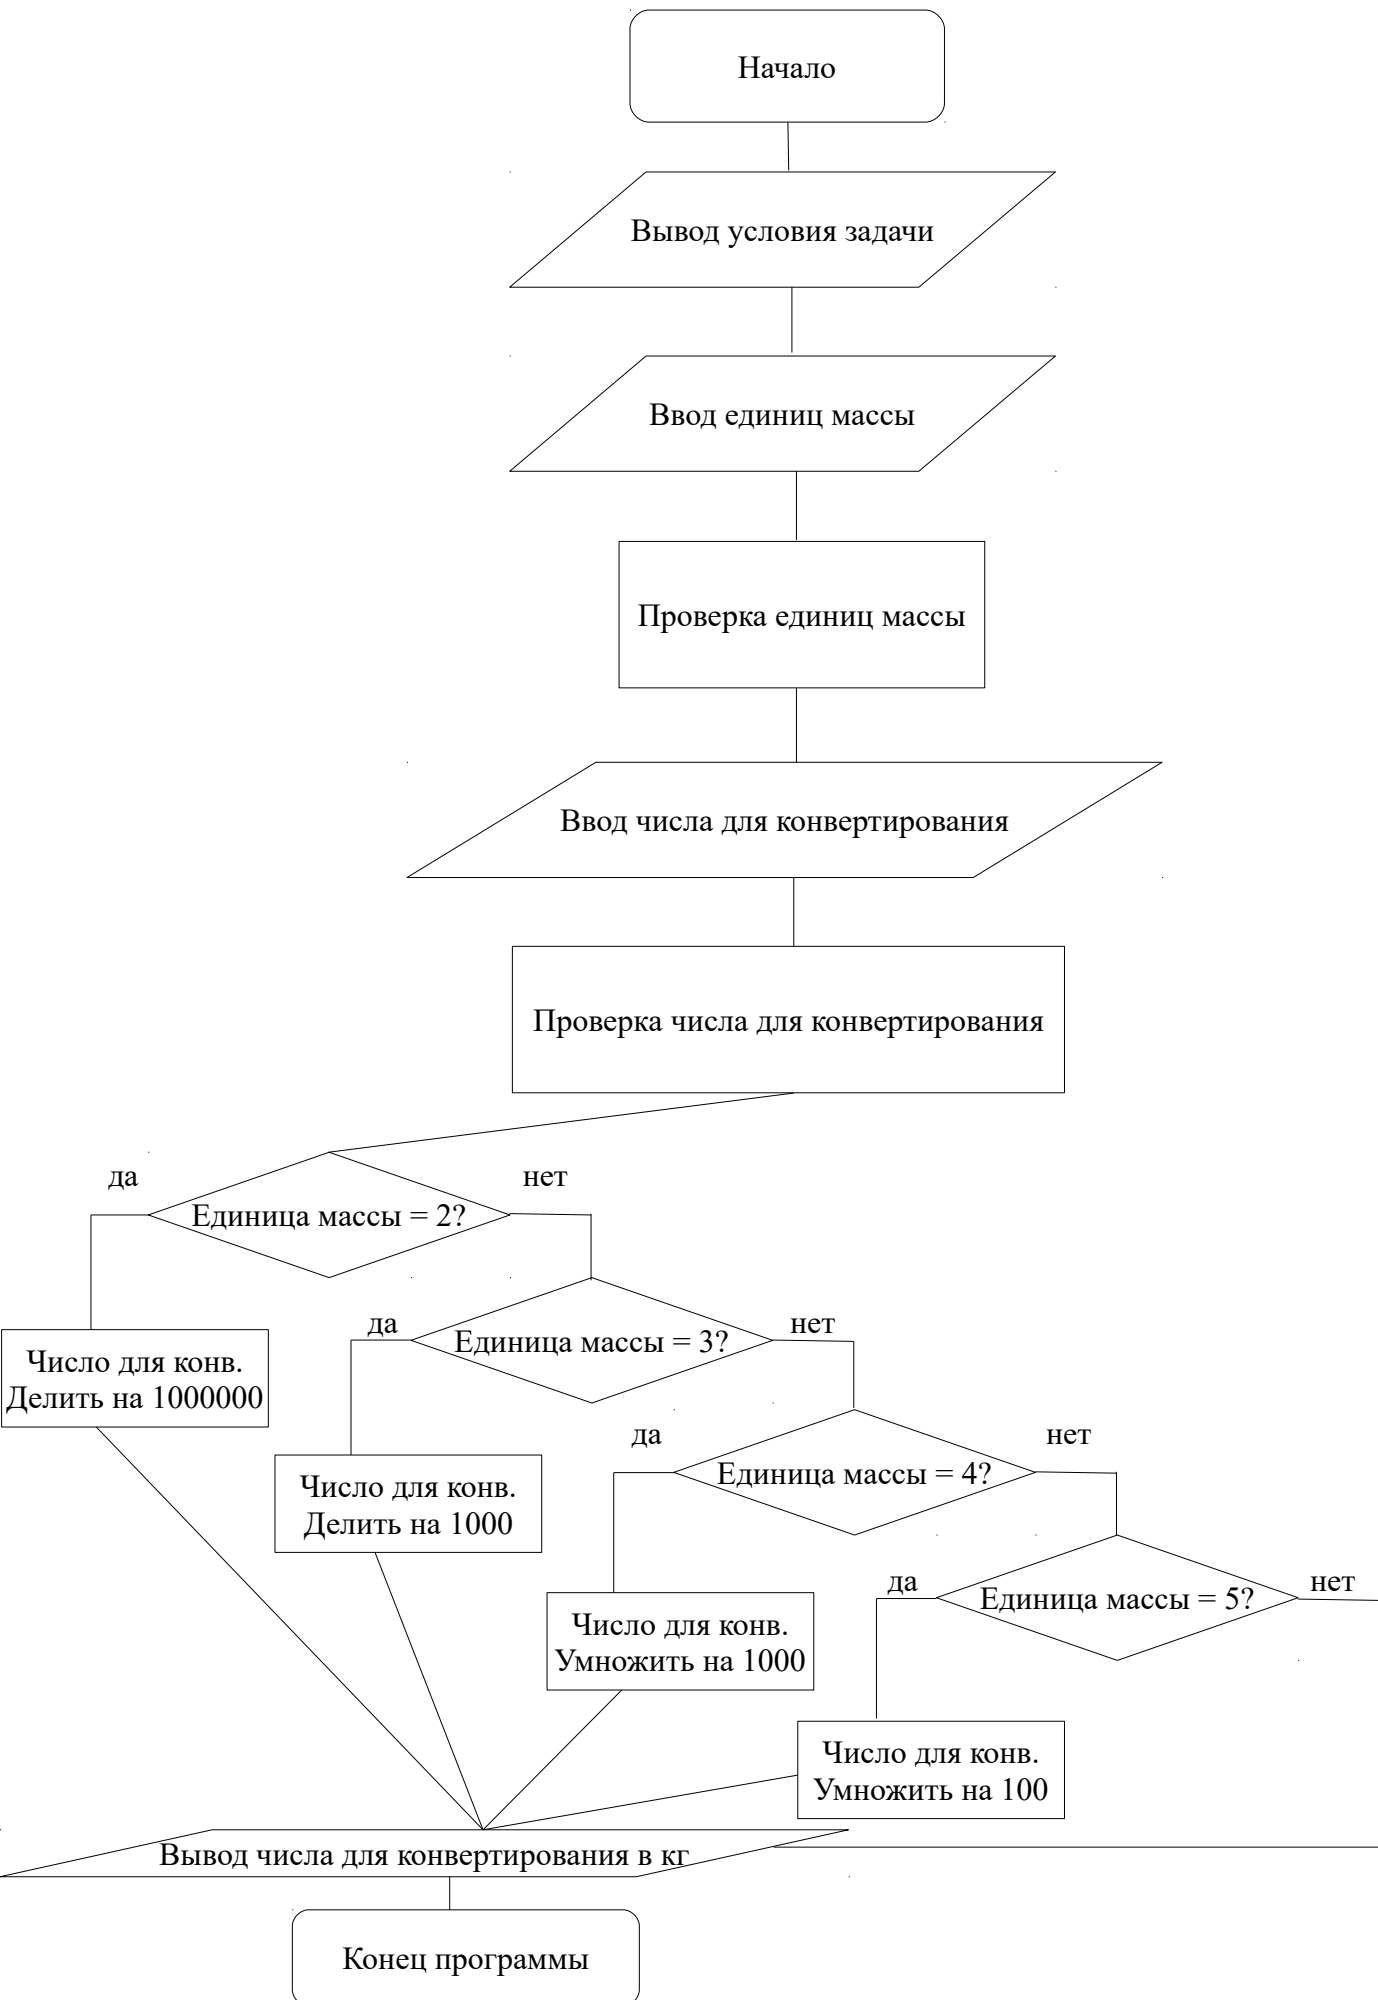 Начало
Вывод условия задачи
Ввод единиц массы
Проверка единиц массы
Ввод числа для конвертирования
Проверка числа для конвертирования
да
нет
Единица массы = 2?
да
нет
Единица массы = 3?
Число для конв.
Делить на 1000000
да
нет
Единица массы = 4?
Число для конв.
Делить на 1000
да
нет
Единица массы = 5?
Число для конв.
Умножить на 1000
Число для конв.
Умножить на 100
Вывод числа для конвертирования в кг
Конец программы